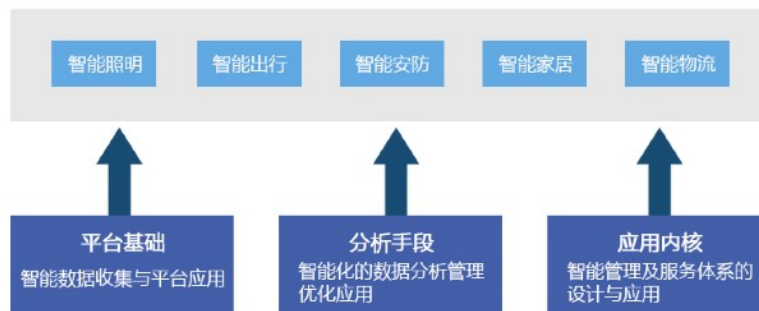 智能照明
智能出行
智能安防
智能家居
智能物流
平台基础
智能数据收集与平台应用
分析手段
智能化的数据分析管理
优化应用
应用内核
智能管理及服务体系的
设计与应用